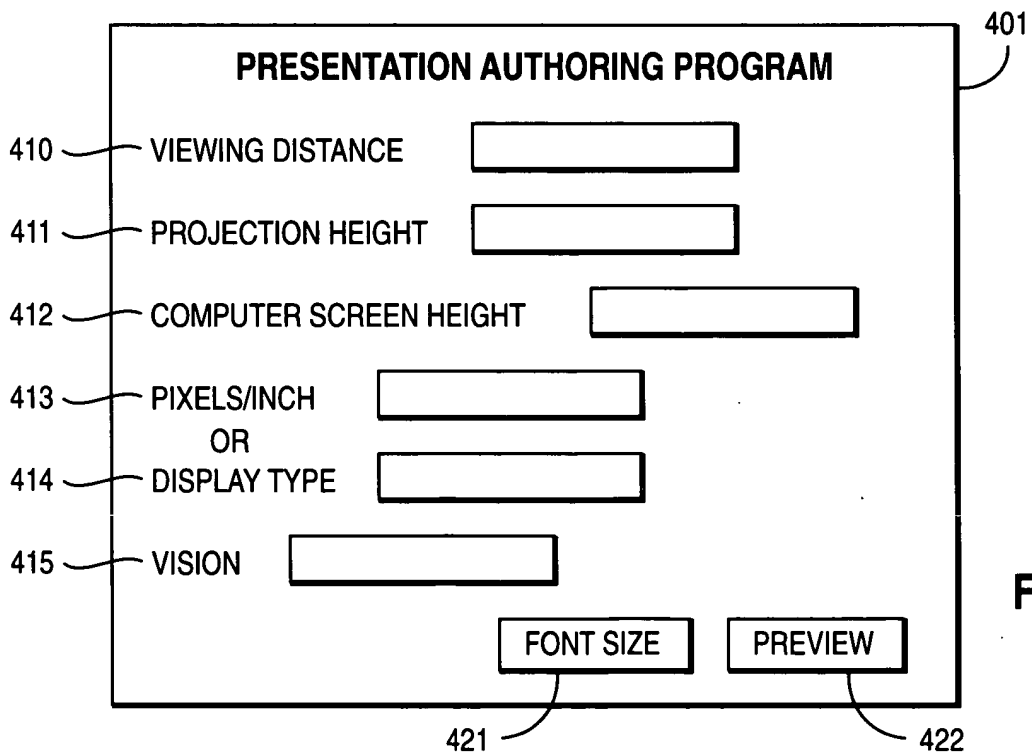 401
PRESENTATION AUTHORING PROGRAM
410 VIEWING DISTANCE
411 PROJECTION HEIGHT
412 COMPUTER SCREEN HEIGHT
413 PIXELS/INCH
OR
414 DISPLAY TYPE
415 VISION
FONT SIZE PREVIEW
421 422